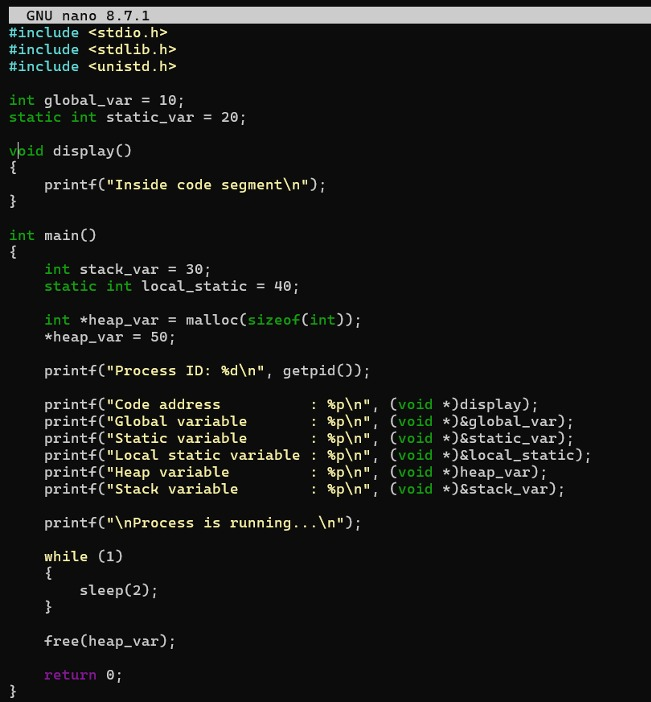 GNU nano 8.7.1
#include <stdio.h>
#include <stdlib.h>
#include <unistd.h>

int global_var = 10;
static int static_var = 20;

void display()
{
    printf("Inside code segment\n");
}

int main()
{
    int stack_var = 30;
    static int local_static = 40;

    int *heap_var = malloc(sizeof(int));
    *heap_var = 50;

    printf("Process ID: %d\n", getpid());

    printf("Code address          : %p\n", (void *)display);
    printf("Global variable       : %p\n", (void *)&global_var);
    printf("Static variable       : %p\n", (void *)&static_var);
    printf("Local static variable : %p\n", (void *)&local_static);
    printf("Heap variable         : %p\n", (void *)heap_var);
    printf("Stack variable        : %p\n", (void *)&stack_var);

    printf("\nProcess is running...\n");

    while (1)
    {
        sleep(2);
    }

    free(heap_var);

    return 0;
}